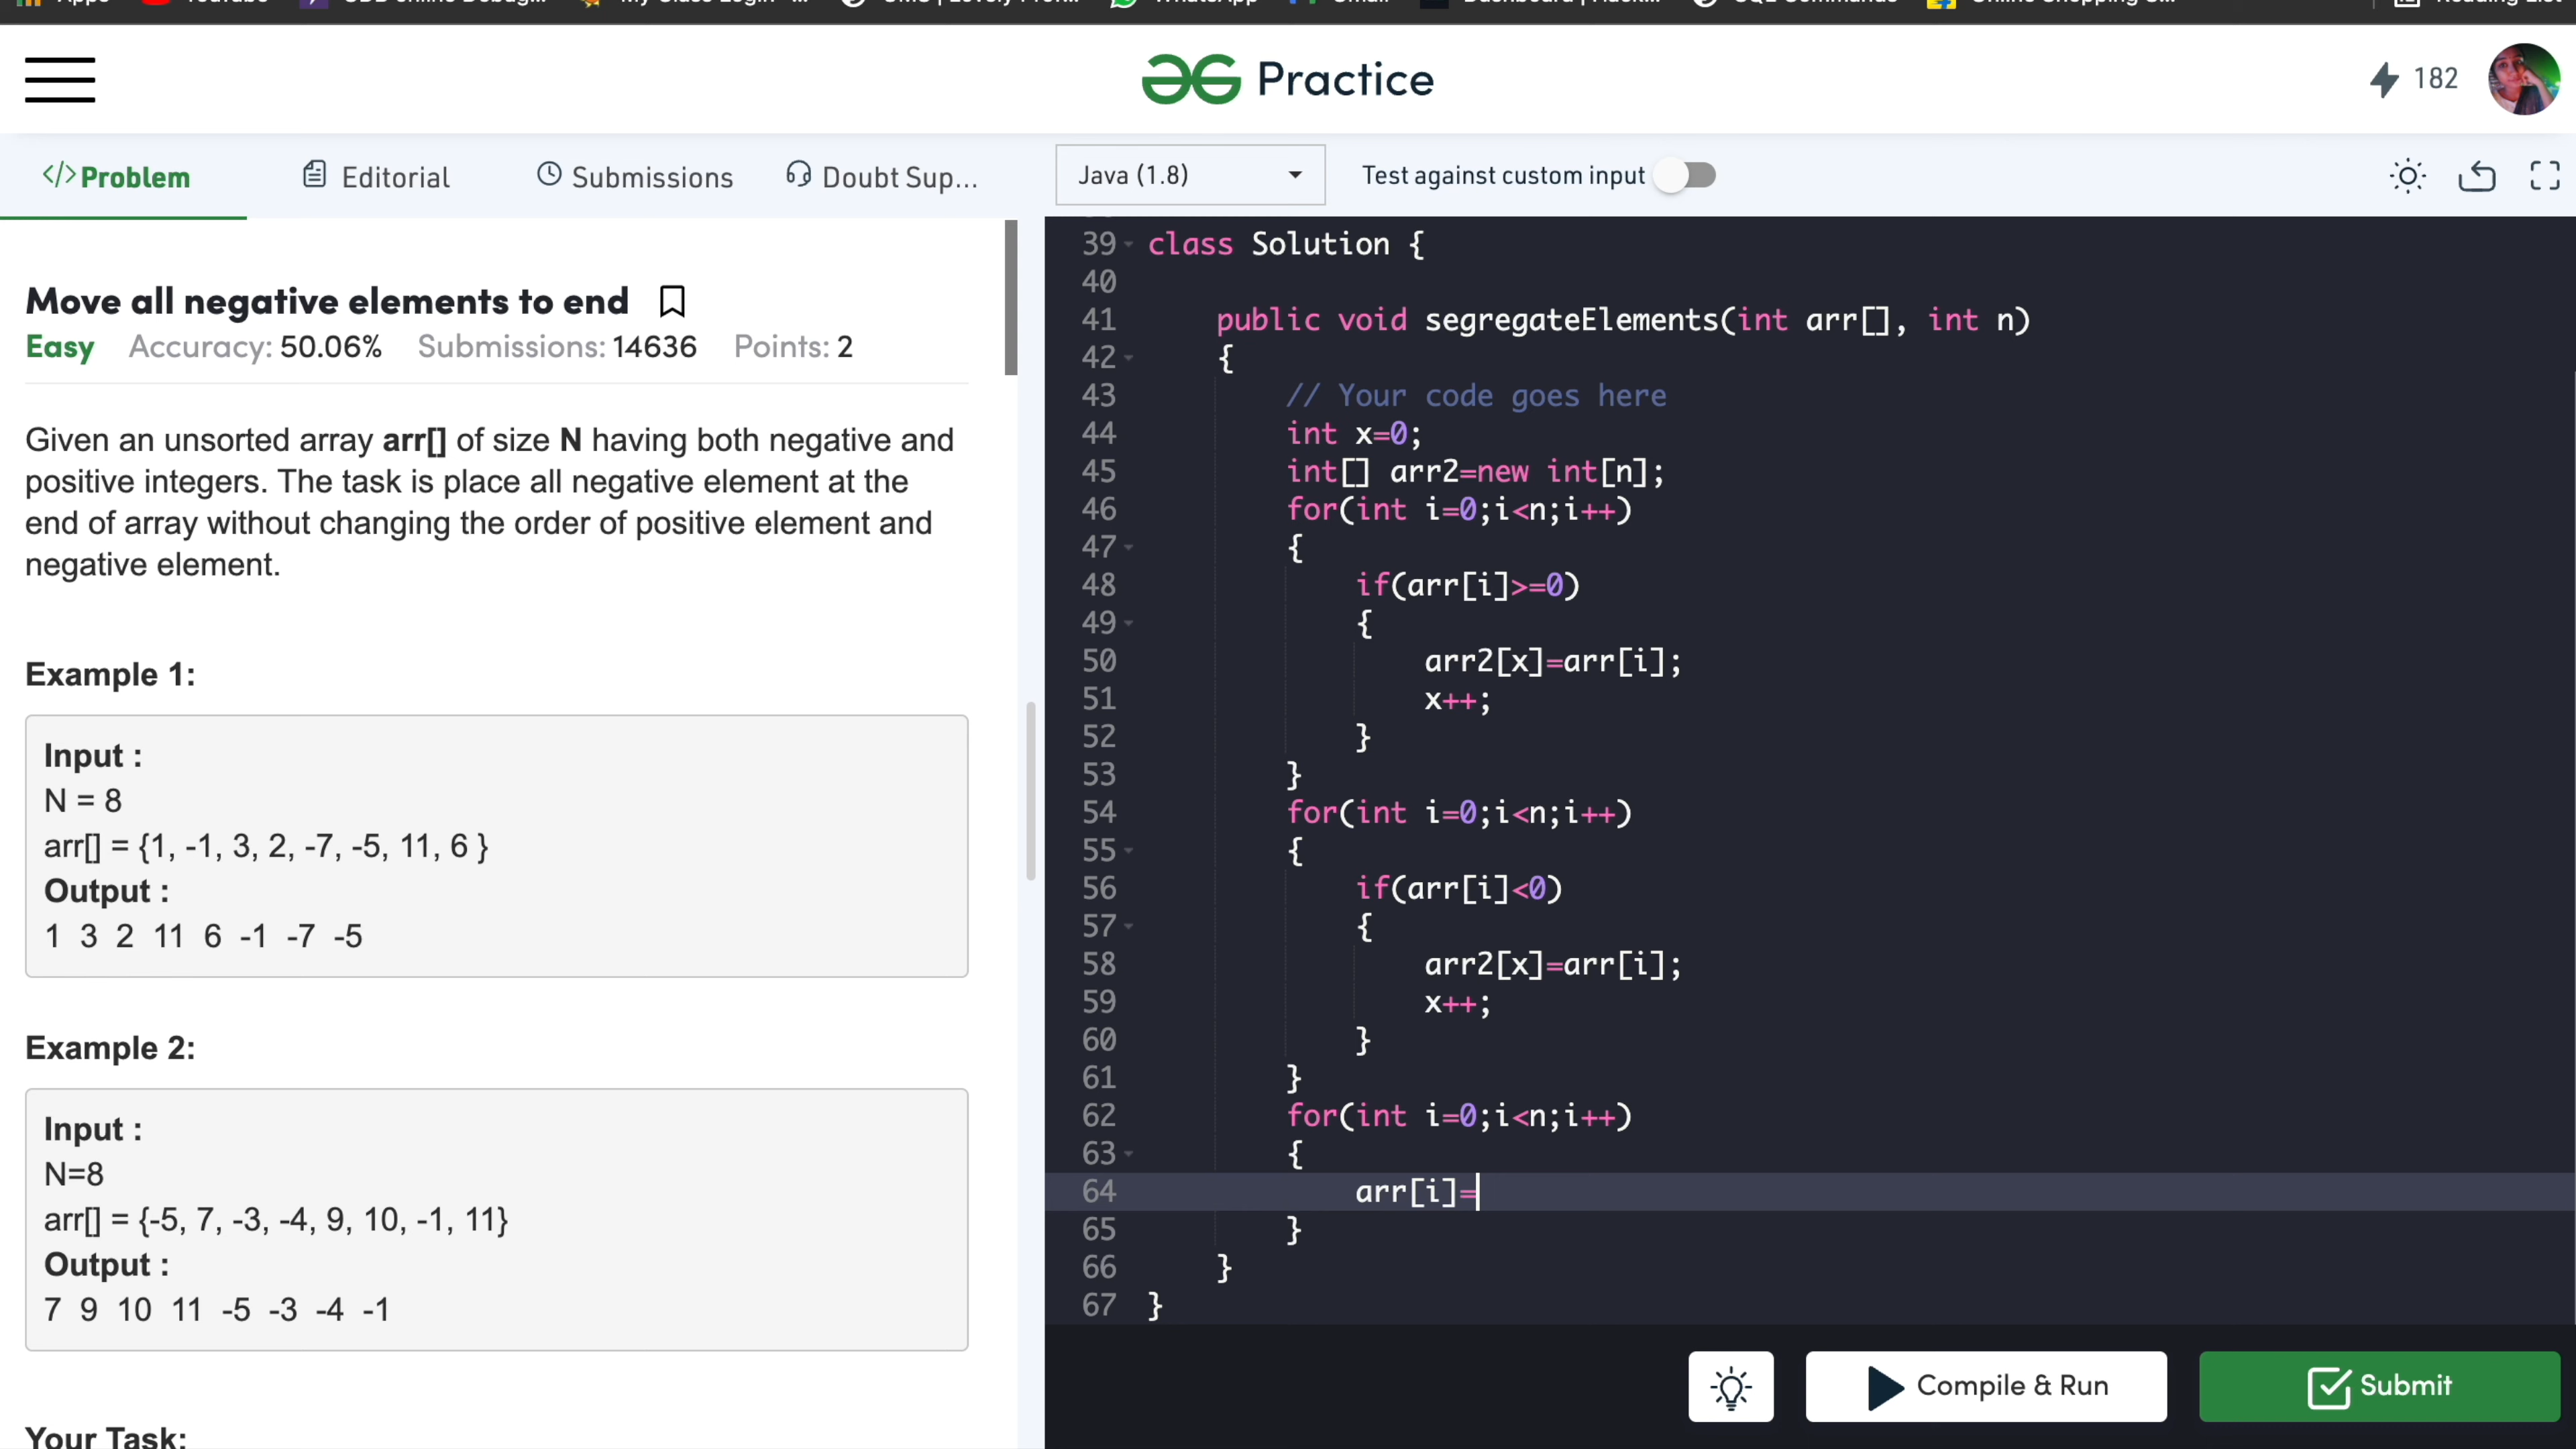 Practice
182
</>Problem
Editorial
Submissions
Doubt Sup...
Java (1.8)
Test against custom input
Move all negative elements to end
Easy Accuracy: 50.06% Submissions: 14636 Points: 2
Given an unsorted array arr[] of size N having both negative and
positive integers. The task is place all negative element at the
end of array without changing the order of positive element and
negative element.
Example 1:
Input :
N = 8
arr[] = {1, -1, 3, 2, -7, -5, 11, 6 }
Output :
1 3 2 11 6 -1 -7 -5
Example 2:
Input :
N=8
arr[] = {-5, 7, -3, -4, 9, 10, -1, 11}
Output :
7 9 10 11 -5 -3 -4 -1
Your Task:
39 class Solution {
40
41 public void segregateElements(int arr[], int n)
42 {
43 // Your code goes here
44 int x=0;
45 int[] arr2=new int[n];
46 for(int i=0;i<n;i++)
47 {
48 if(arr[i]>=0)
49 {
50 arr2[x]=arr[i];
51 x++;
52 }
53 }
54 for(int i=0;i<n;i++)
55 {
56 if(arr[i]<0)
57 {
58 arr2[x]=arr[i];
59 x++;
60 }
61 }
62 for(int i=0;i<n;i++)
63 {
64 arr[i]=
65 }
66 }
67 }
Compile & Run
Submit